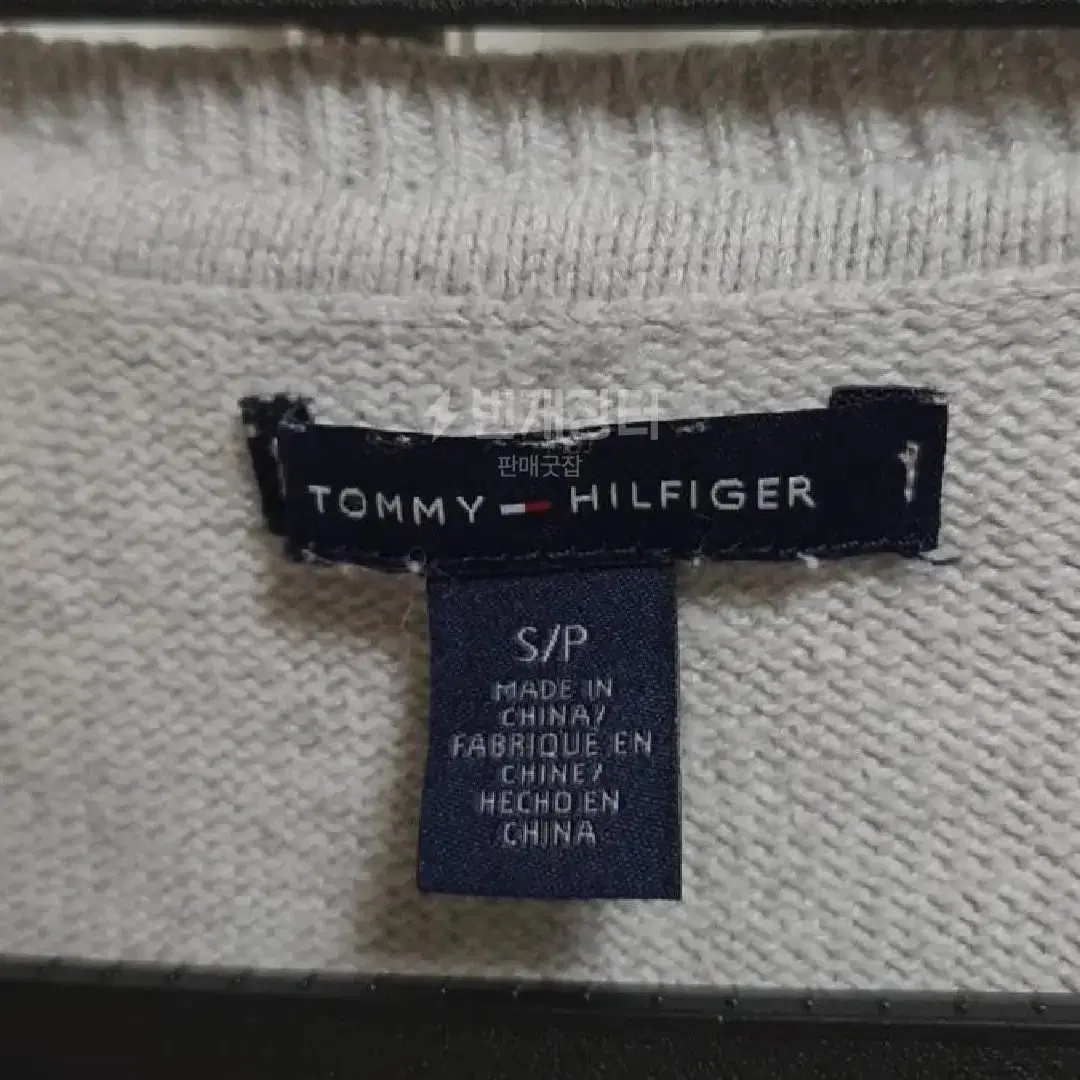 번개장터
판매굿잡
TOMMY HILFIGER
S/P
MADE IN
CHINA/
FABRIQUE EN
CHINE/
HECHO EN
CHINA